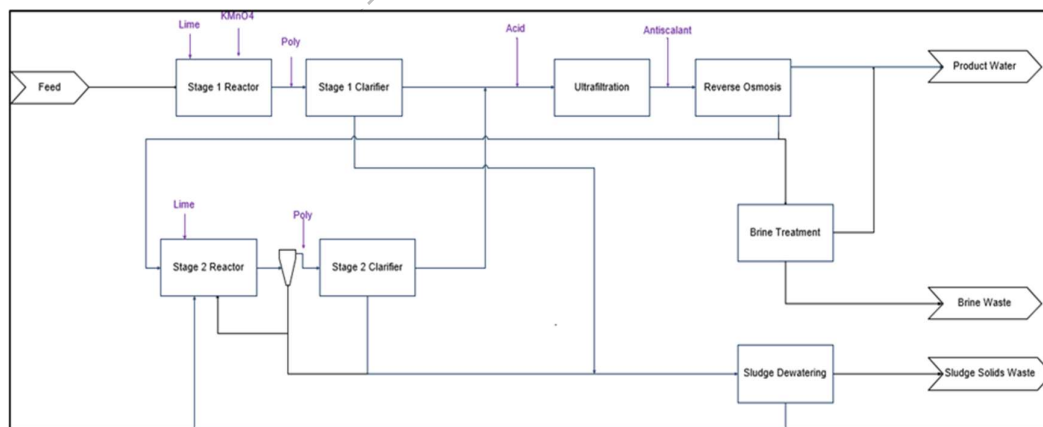 KMnO4
Lime
Poly
Acid
Antiscalant
Feed
Stage 1 Reactor
Stage 1 Clarifier
Ultrafiltration
Reverse Osmosis
Product Water
Lime
Poly
Brine Treatment
Stage 2 Reactor
Stage 2 Clarifier
Brine Waste
Sludge Dewatering
Sludge Solids Waste